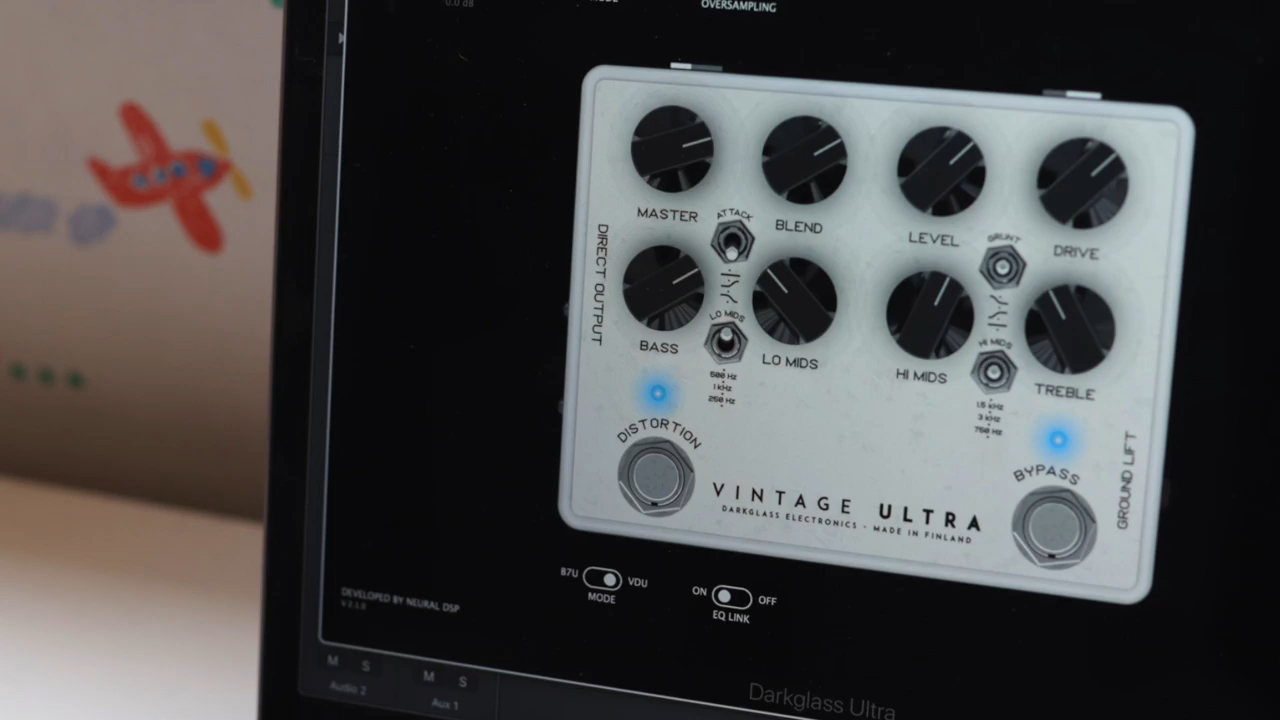 0.0 dB
OVERSAMPLING
MASTER
ATTACK
BLEND
LEVEL
GRUNT
DRIVE
DIRECT OUTPUT
BASS
LO MIDS
LO MIDS
HI MIDS
HI MIDS
TREBLE
500 Hz
1 kHz
250 Hz
1.5 kHz
3 kHz
750 Hz
DISTORTION
BYPASS
GROUND LIFT
VINTAGE ULTRA
DARKGLASS ELECTRONICS · MADE IN FINLAND
B7U
VDU
MODE
ON
OFF
EQ LINK
DEVELOPED BY NEURAL DSP
M S
M S
Audio 2
Aux 1
Darkglass Ultra